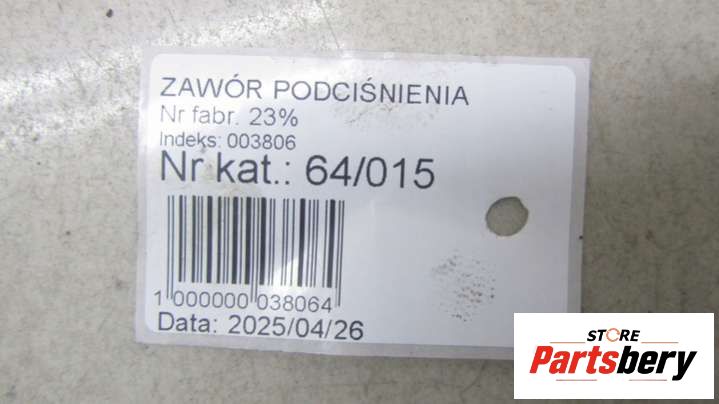 ZAWÓR PODCIŚNIENIA
Nr fabr. 23%
Indeks: 003806
Nr kat.: 64/015
1 000000 038064
Data: 2025/04/26
STORE
Partsbery